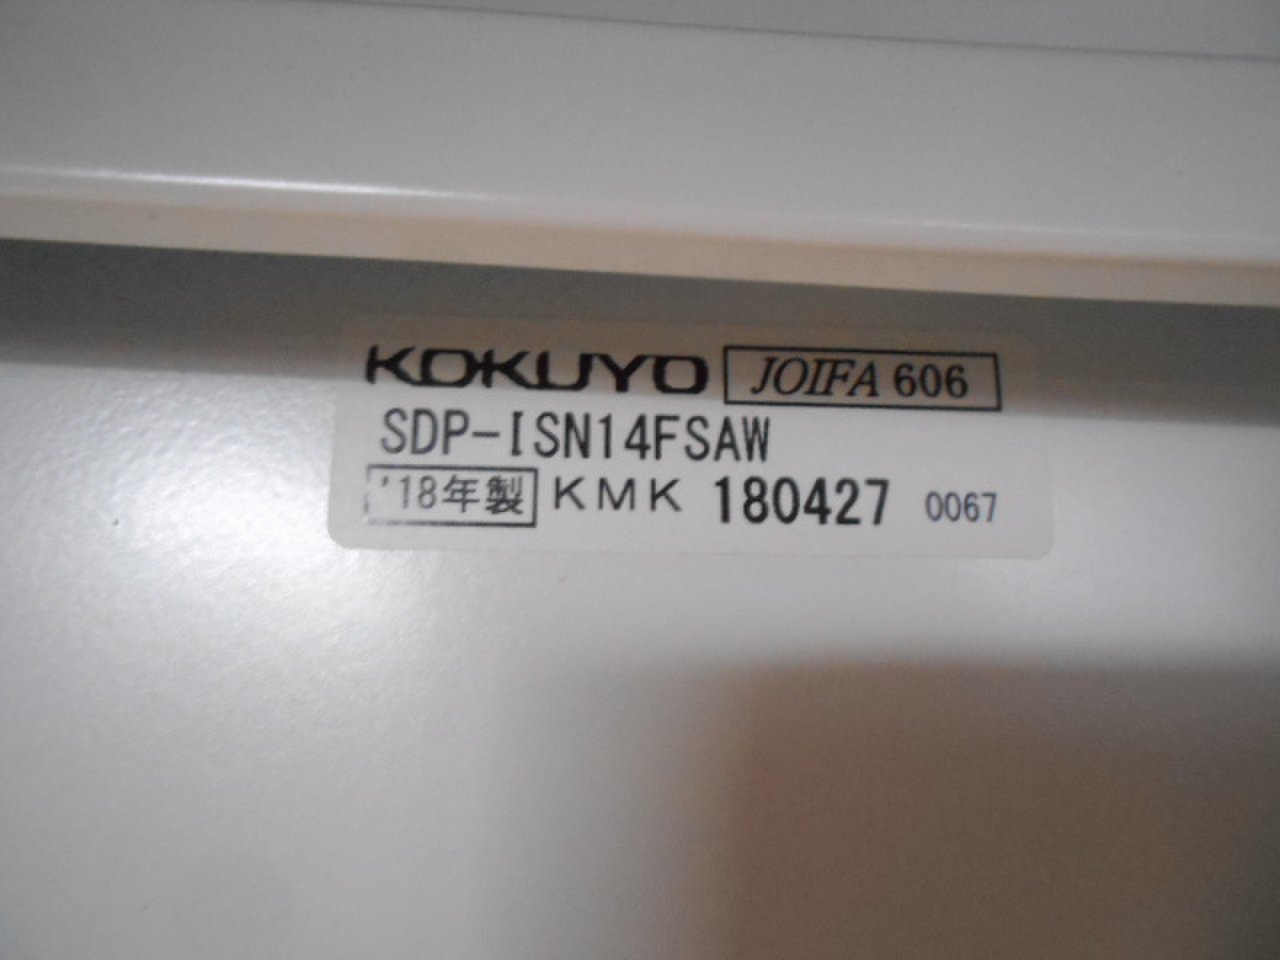 KOKUYO JOIFA 606
SDP-ISN14FSAW
'18年製 KMK 180427 0067